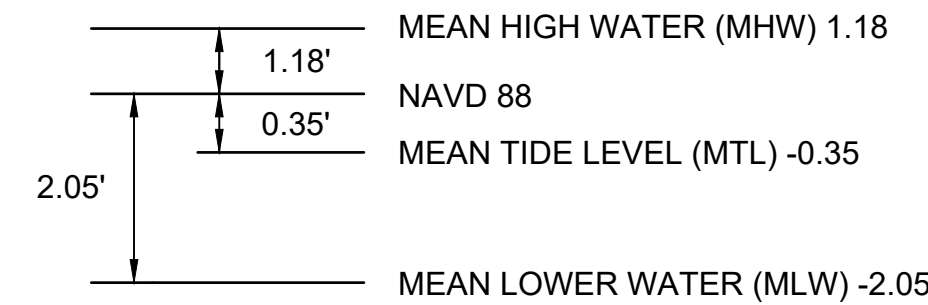 MEAN HIGH WATER (MHW) 1.18
1.18'
NAVD 88
0.35'
MEAN TIDE LEVEL (MTL) -0.35
2.05'
MEAN LOWER WATER (MLW) -2.05